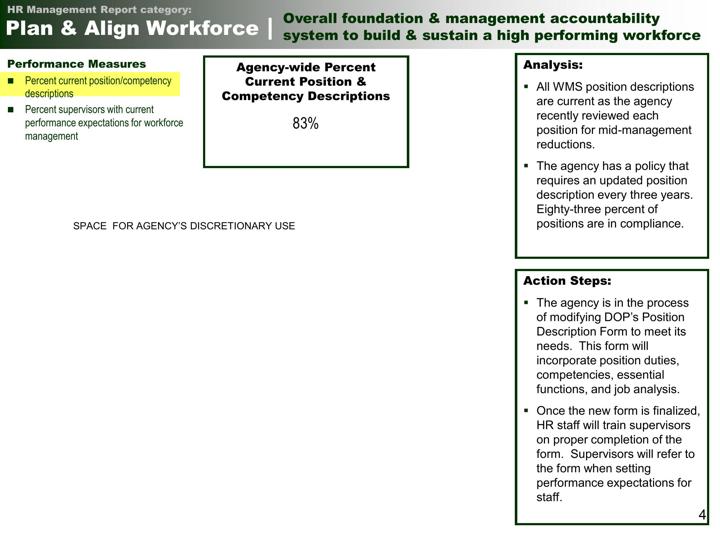 HR Management Report category:
Plan & Align Workforce |
Overall foundation & management accountability
system to build & sustain a high performing workforce
Performance Measures
Percent current position/competency
descriptions
Percent supervisors with current
performance expectations for workforce
management
Agency-wide Percent
Current Position &
Competency Descriptions
83%
SPACE FOR AGENCY'S DISCRETIONARY USE
Analysis:
All WMS position descriptions
are current as the agency
recently reviewed each
position for mid-management
reductions.
The agency has a policy that
requires an updated position
description every three years.
Eighty-three percent of
positions are in compliance.
Action Steps:
The agency is in the process
of modifying DOP's Position
Description Form to meet its
needs. This form will
incorporate position duties,
competencies, essential
functions, and job analysis.
Once the new form is finalized,
HR staff will train supervisors
on proper completion of the
form. Supervisors will refer to
the form when setting
performance expectations for
staff.
4